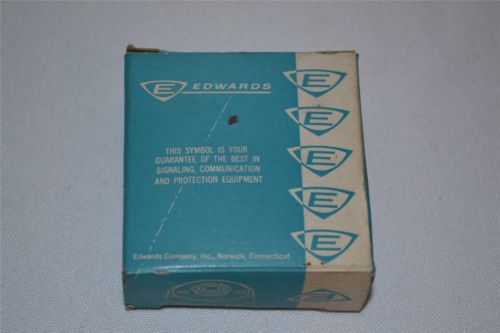 E EDWARDS
THIS SYMBOL IS YOUR
GUARANTEE OF THE BEST IN
SIGNALING, COMMUNICATION
AND PROTECTION EQUIPMENT
Edwards Company, Inc., Norwalk, Connecticut
E
E
E
E
E
E